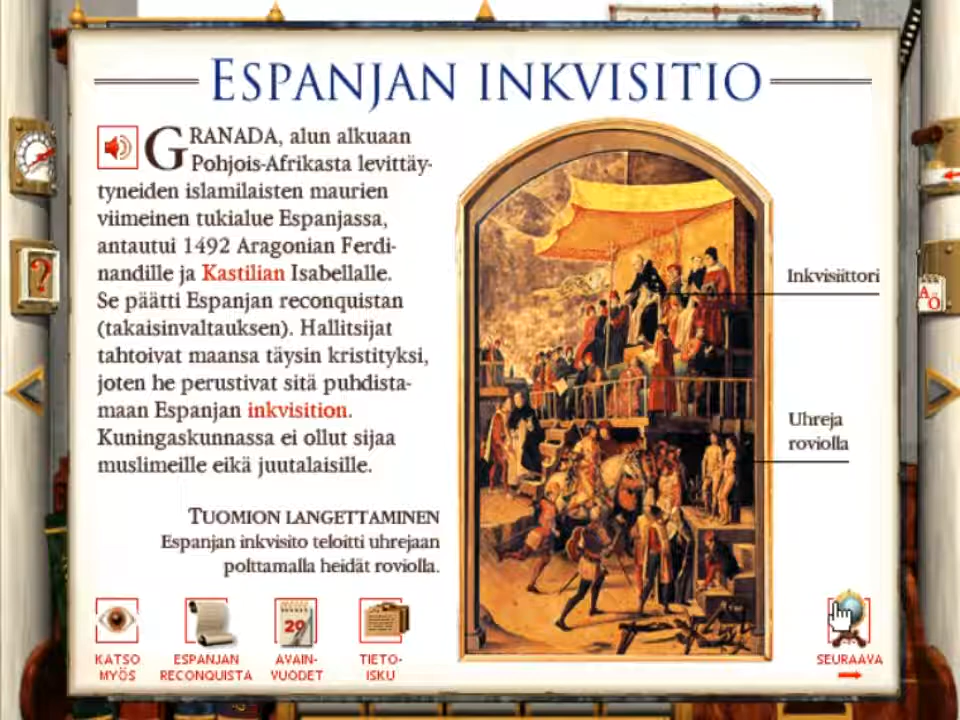 ESPANJAN INKVISITIO
GRANADA, alun alkuaan
Pohjois-Afrikasta levittäy-
tyneiden islamilaisten maurien
viimeinen tukialue Espanjassa,
antautui 1492 Aragonian Ferdi-
nandille ja Kastilian Isabellalle.
Se päätti Espanjan reconquistan
(takaisinvaltauksen). Hallitsijat
tahtoivat maansa täysin kristityksi,
joten he perustivat sitä puhdista-
maan Espanjan inkvisition.
Kuningaskunnassa ei ollut sijaa
muslimeille eikä juutalaisille.
TUOMION LANGETTAMINEN
Espanjan inkvisito teloitti uhrejaan
polttamalla heidät roviolla.
Inkvisiittori
Uhreja
roviolla
KATSO
MYÖS
ESPANJAN
RECONQUISTA
29
AVAIN-
VUODET
TIETO-
ISKU
SEURAAVA
?
A
Ö